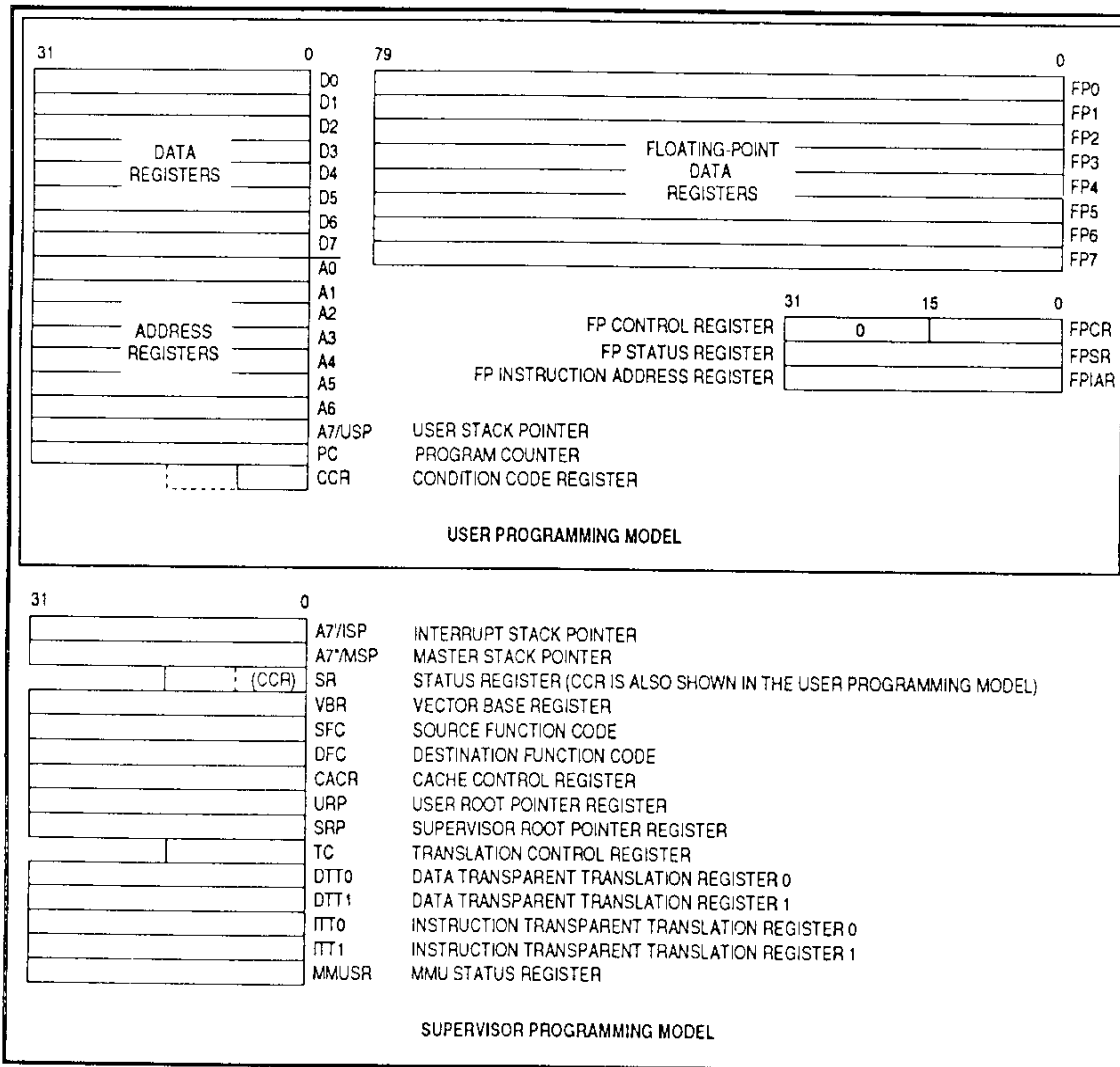 31 0 79 0
D0 FP0
D1 FP1
D2 FP2
D3 FP3
D4 FP4
D5 FP5
D6 FP6
D7 FP7
DATA
REGISTERS
FLOATING-POINT
DATA
REGISTERS
A0
A1
A2
A3
A4
A5
A6
ADDRESS
REGISTERS
31 15 0
FP CONTROL REGISTER 0 FPCR
FP STATUS REGISTER FPSR
FP INSTRUCTION ADDRESS REGISTER FPIAR
A7/USP USER STACK POINTER
PC PROGRAM COUNTER
CCR CONDITION CODE REGISTER
USER PROGRAMMING MODEL
31 0
A7'/ISP INTERRUPT STACK POINTER
A7"/MSP MASTER STACK POINTER
(CCR) SR STATUS REGISTER (CCR IS ALSO SHOWN IN THE USER PROGRAMMING MODEL)
VBR VECTOR BASE REGISTER
SFC SOURCE FUNCTION CODE
DFC DESTINATION FUNCTION CODE
CACR CACHE CONTROL REGISTER
URP USER ROOT POINTER REGISTER
SRP SUPERVISOR ROOT POINTER REGISTER
TC TRANSLATION CONTROL REGISTER
DTT0 DATA TRANSPARENT TRANSLATION REGISTER 0
DTT1 DATA TRANSPARENT TRANSLATION REGISTER 1
ITT0 INSTRUCTION TRANSPARENT TRANSLATION REGISTER 0
ITT1 INSTRUCTION TRANSPARENT TRANSLATION REGISTER 1
MMUSR MMU STATUS REGISTER
SUPERVISOR PROGRAMMING MODEL